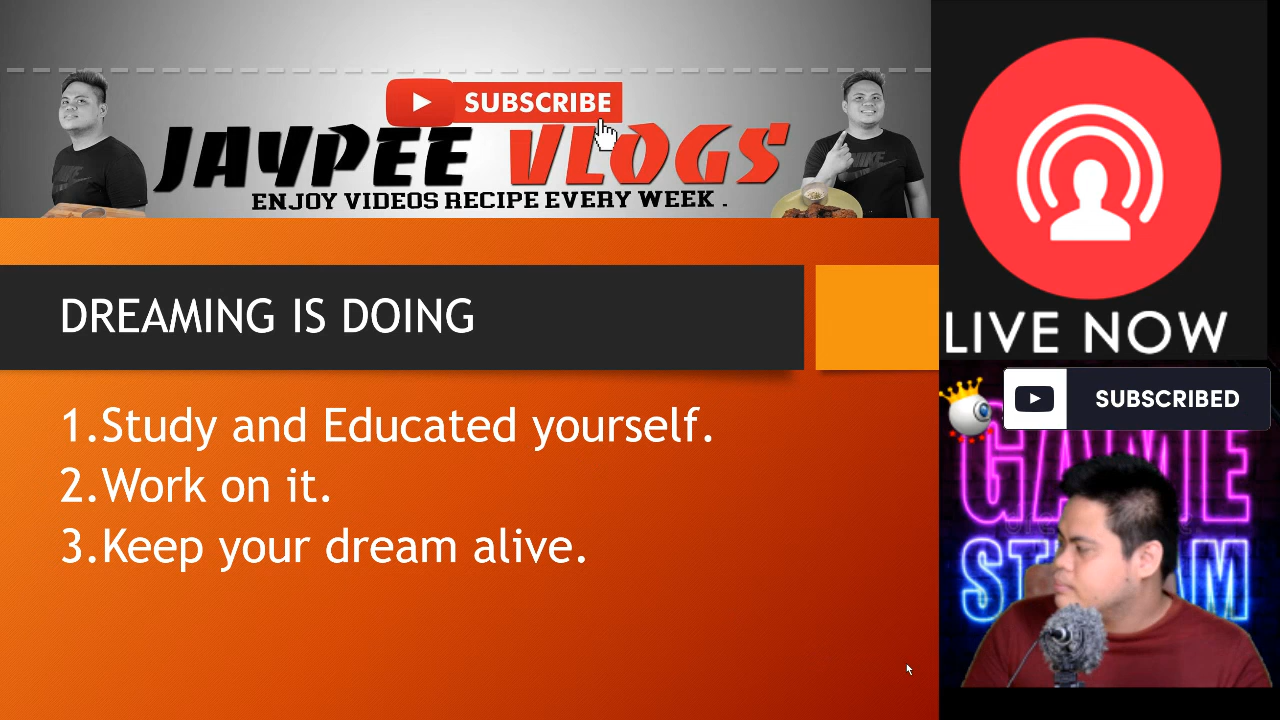 SUBSCRIBE
JAYPEE VLOGS
ENJOY VIDEOS RECIPE EVERY WEEK .
DREAMING IS DOING
1.Study and Educated yourself.
2.Work on it.
3.Keep your dream alive.
LIVE NOW
SUBSCRIBED
GAME